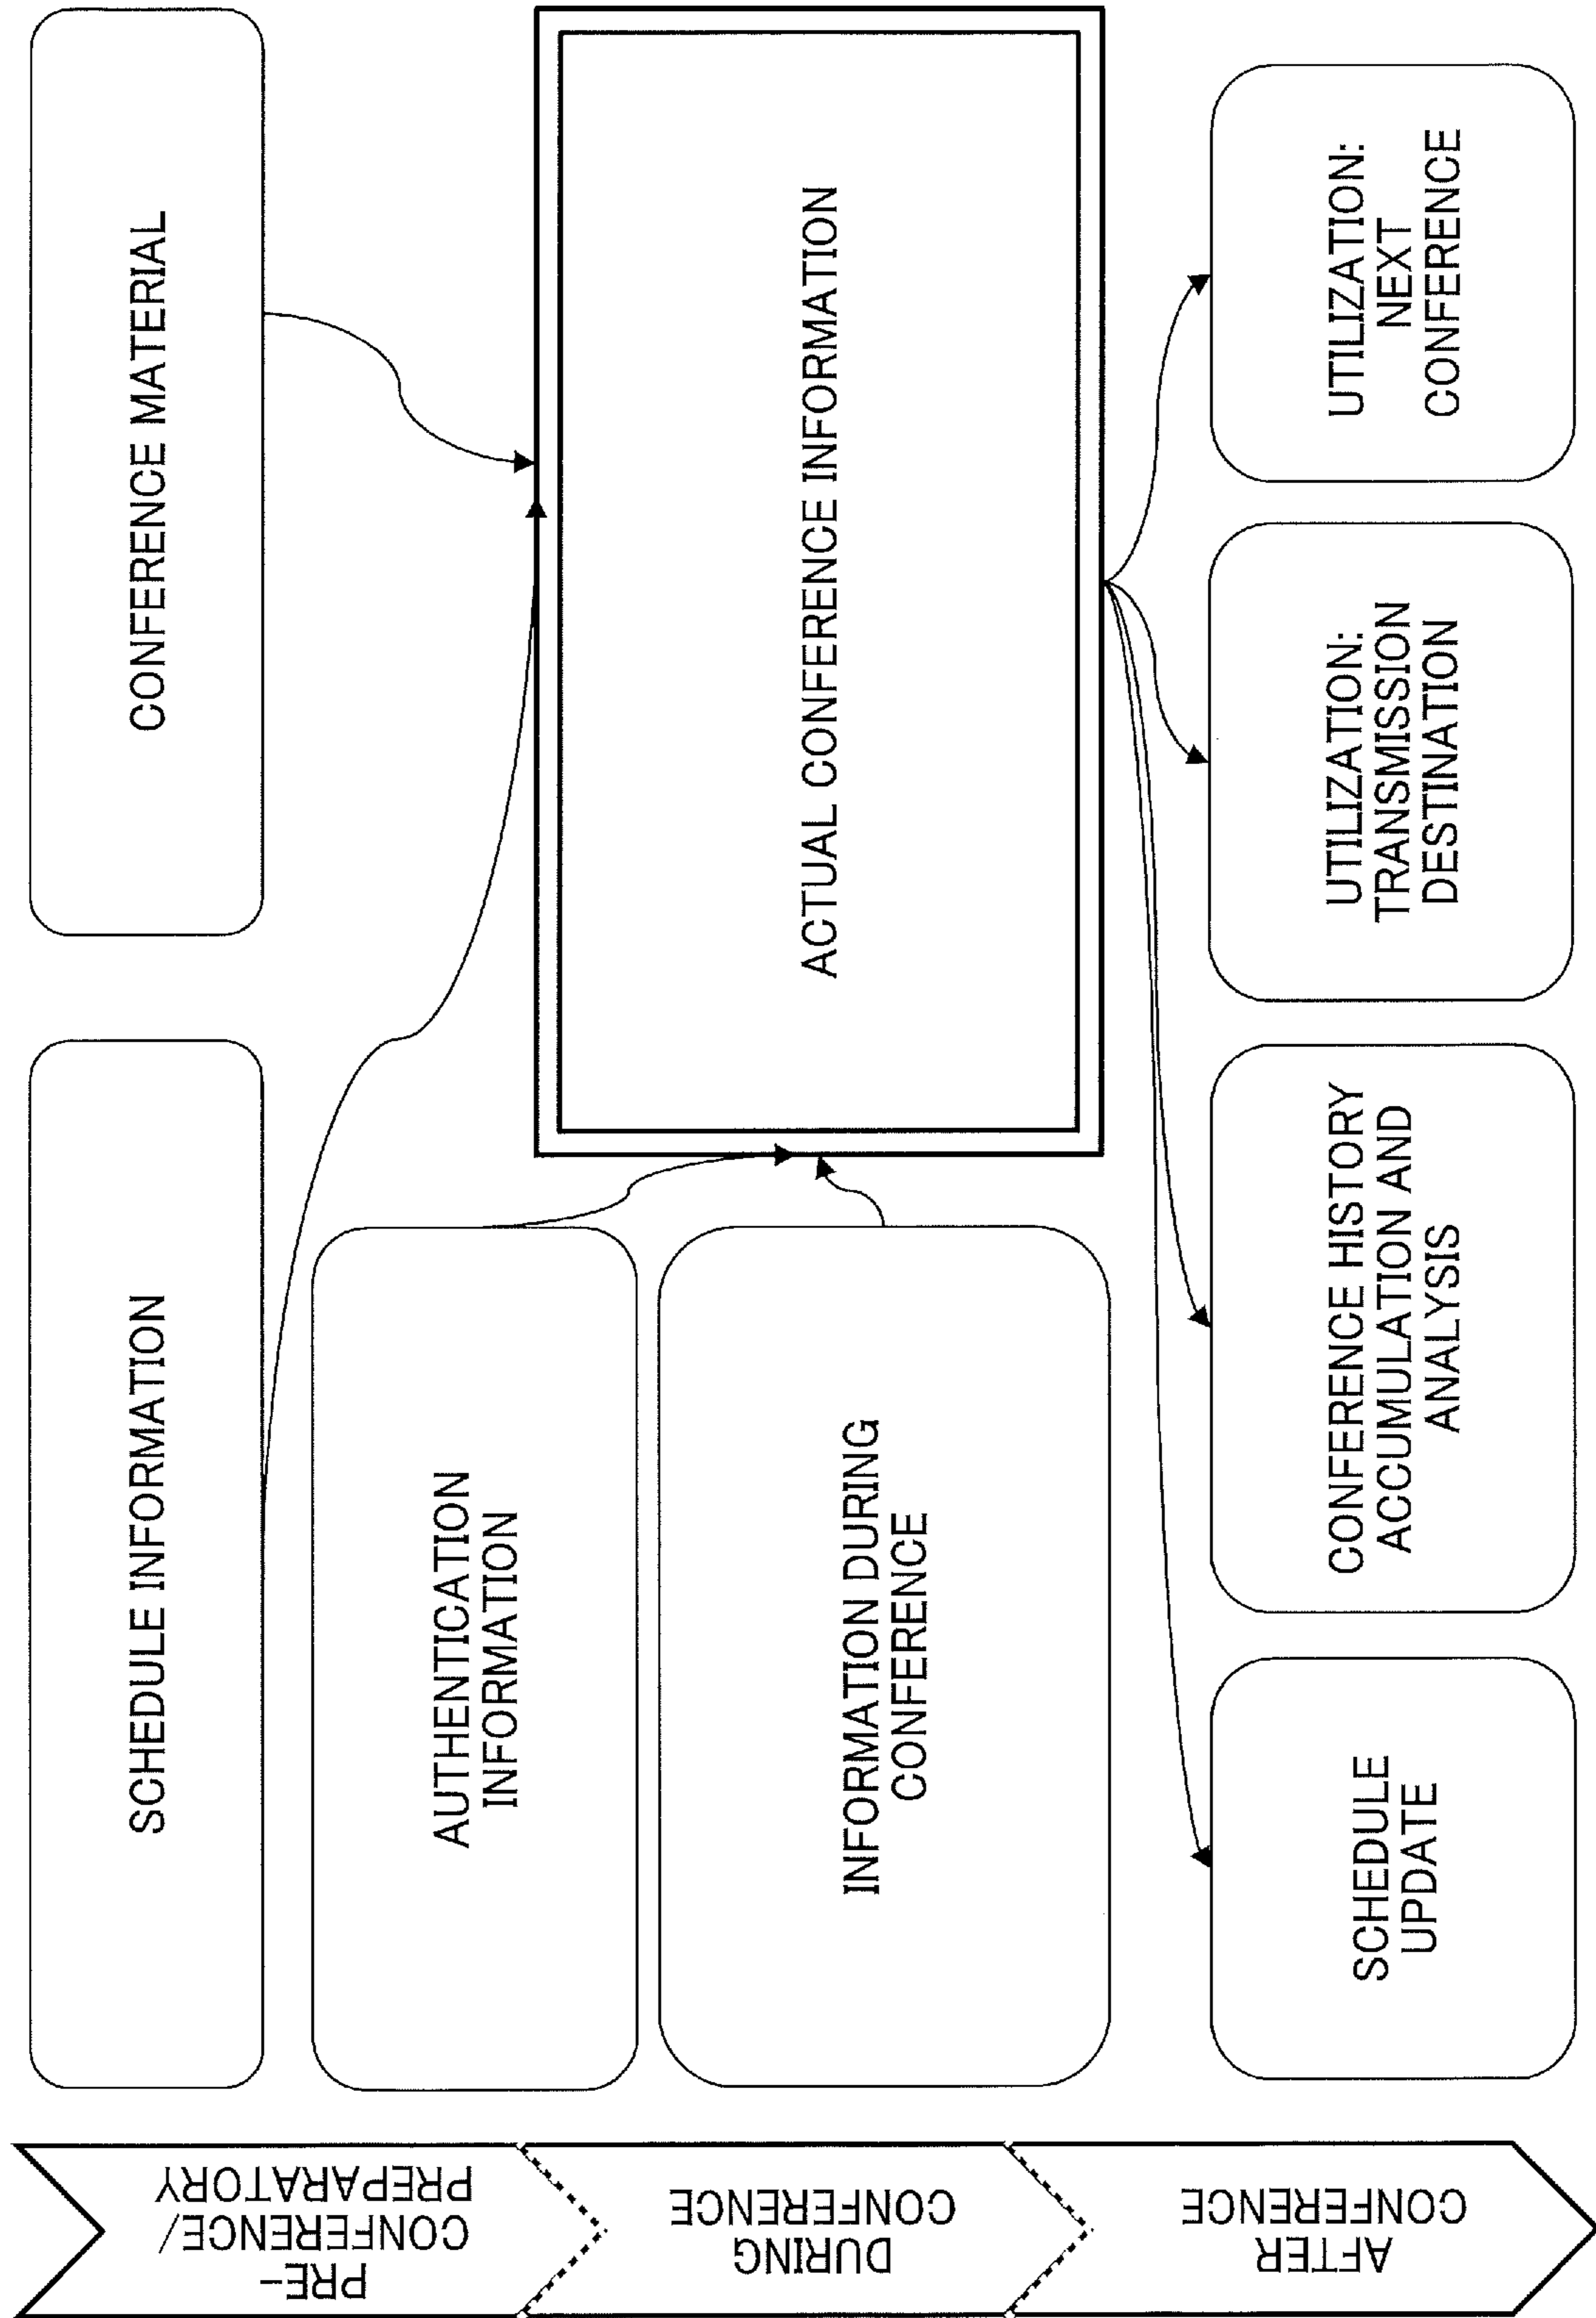 PRE-
CONFERENCE/
PREPARATORY
DURING
CONFERENCE
AFTER
CONFERENCE
SCHEDULE INFORMATION
CONFERENCE MATERIAL
AUTHENTICATION
INFORMATION
INFORMATION DURING
CONFERENCE
ACTUAL CONFERENCE INFORMATION
SCHEDULE
UPDATE
CONFERENCE HISTORY
ACCUMULATION AND
ANALYSIS
UTILIZATION:
TRANSMISSION
DESTINATION
UTILIZATION:
NEXT
CONFERENCE